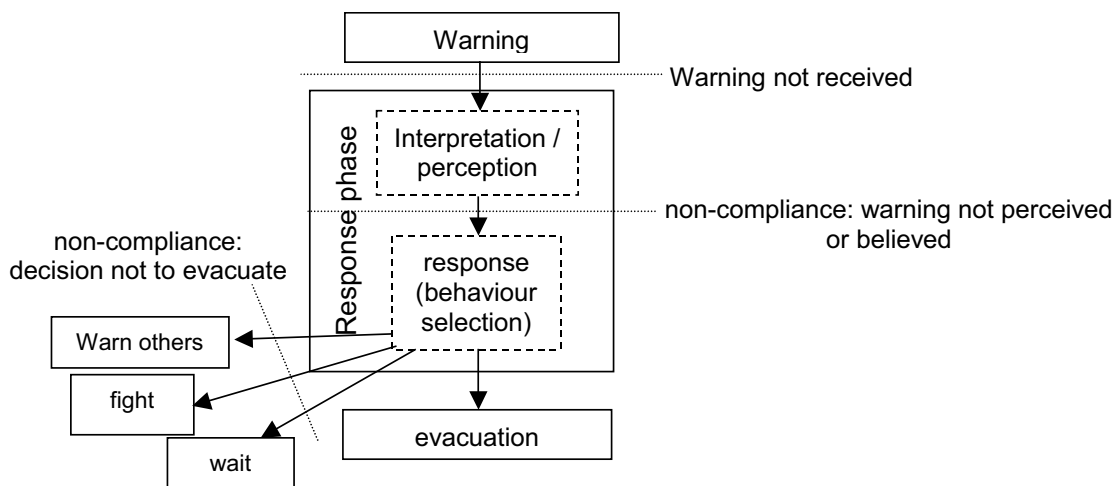 Warning
Warning not received
Response phase
Interpretation /
perception
non-compliance: warning not perceived
or believed
non-compliance:
decision not to evacuate
response
(behaviour
selection)
Warn others
fight
wait
evacuation